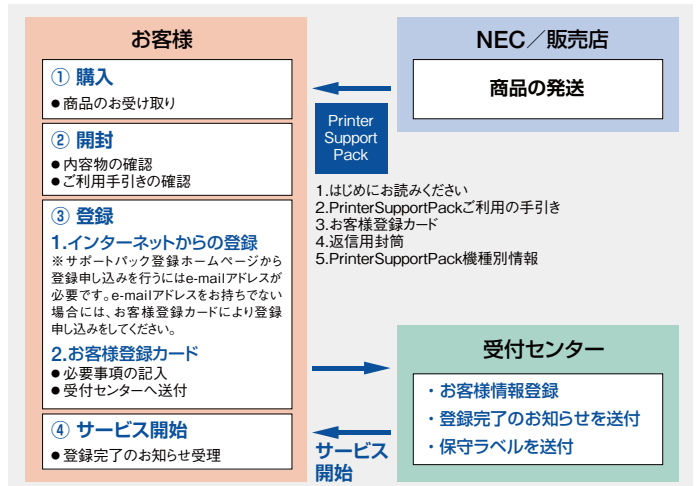 お客様
① 購入
●商品のお受け取り
② 開封
●内容物の確認
●ご利用手引きの確認
③ 登録
1.インターネットからの登録
※サポートパック登録ホームページから
登録申し込みを行うにはe-mailアドレスが
必要です。e-mailアドレスをお持ちでない
場合には、お客様登録カードにより登録
申し込みをしてください。
2.お客様登録カード
●必要事項の記入
●受付センターへ送付
④ サービス開始
●登録完了のお知らせ受理
NEC／販売店
商品の発送
Printer
Support
Pack
1.はじめにお読みください
2.PrinterSupportPackご利用の手引き
3.お客様登録カード
4.返信用封筒
5.PrinterSupportPack機種別情報
受付センター
・お客様情報登録
・登録完了のお知らせを送付
・保守ラベルを送付
サービス
開始